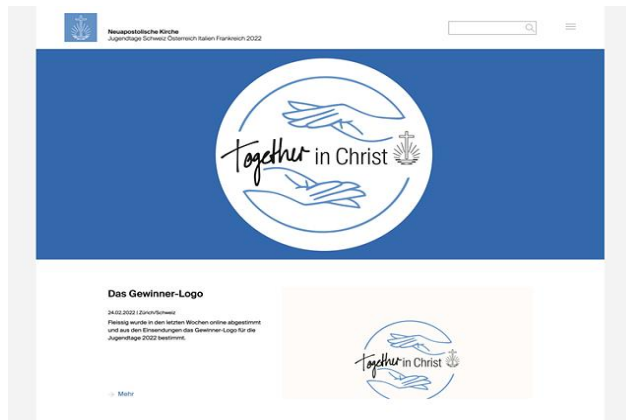 Neuapostolische Kirche
Jugendtage Schweiz Österreich Italien Frankreich 2022
Together in Christ
Das Gewinner-Logo
24.02.2022 | Zürich/Schweiz
Fleissig wurde in den letzten Wochen online abgestimmt
und aus den Einsendungen das Gewinner-Logo für die
Jugendtage 2022 bestimmt.
Together in Christ
Mehr